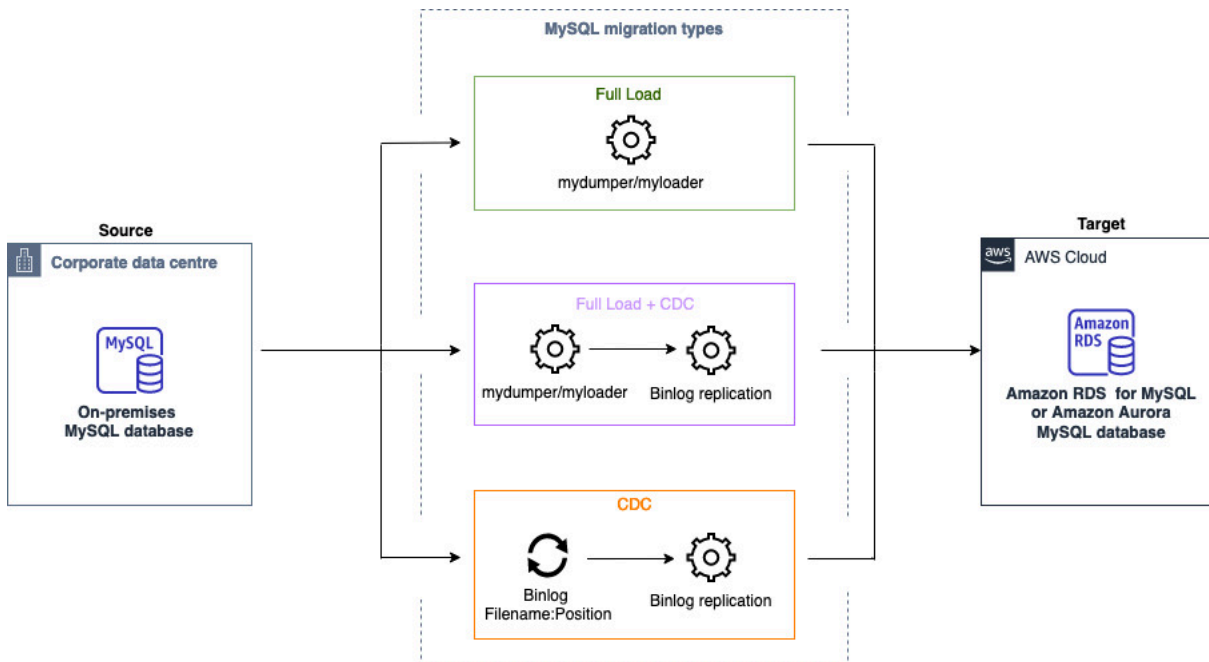 MySQL migration types
Full Load
mydumper/myloader
Source
Corporate data centre
MySQL
On-premises
MySQL database
Full Load + CDC
mydumper/myloader
Binlog replication
CDC
Binlog
Filename:Position
Binlog replication
Target
aws
AWS Cloud
Amazon
RDS
Amazon RDS for MySQL
or Amazon Aurora
MySQL database